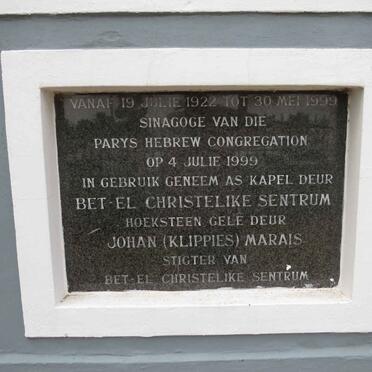 VANAF 19 JULIE 1922 TOT 30 MEI 1999
SINAGOGE VAN DIE
PARYS HEBREW CONGREGATION
OP 4 JULIE 1999
IN GEBRUIK GENEEM AS KAPEL DEUR
BET-EL CHRISTELIKE SENTRUM
HOEKSTEEN GELÊ DEUR
JOHAN (KLIPPIES) MARAIS
STIGTER VAN
BET-EL CHRISTELIKE SENTRUM